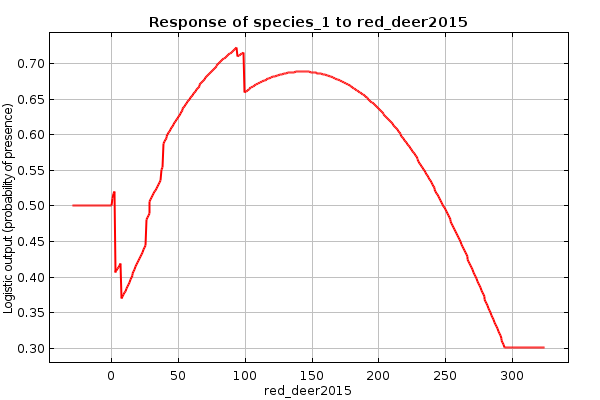 Response of species_1 to red_deer2015
Logistic output (probability of presence)
0.70
0.65
0.60
0.55
0.50
0.45
0.40
0.35
0.30
0 50 100 150 200 250 300
red_deer2015